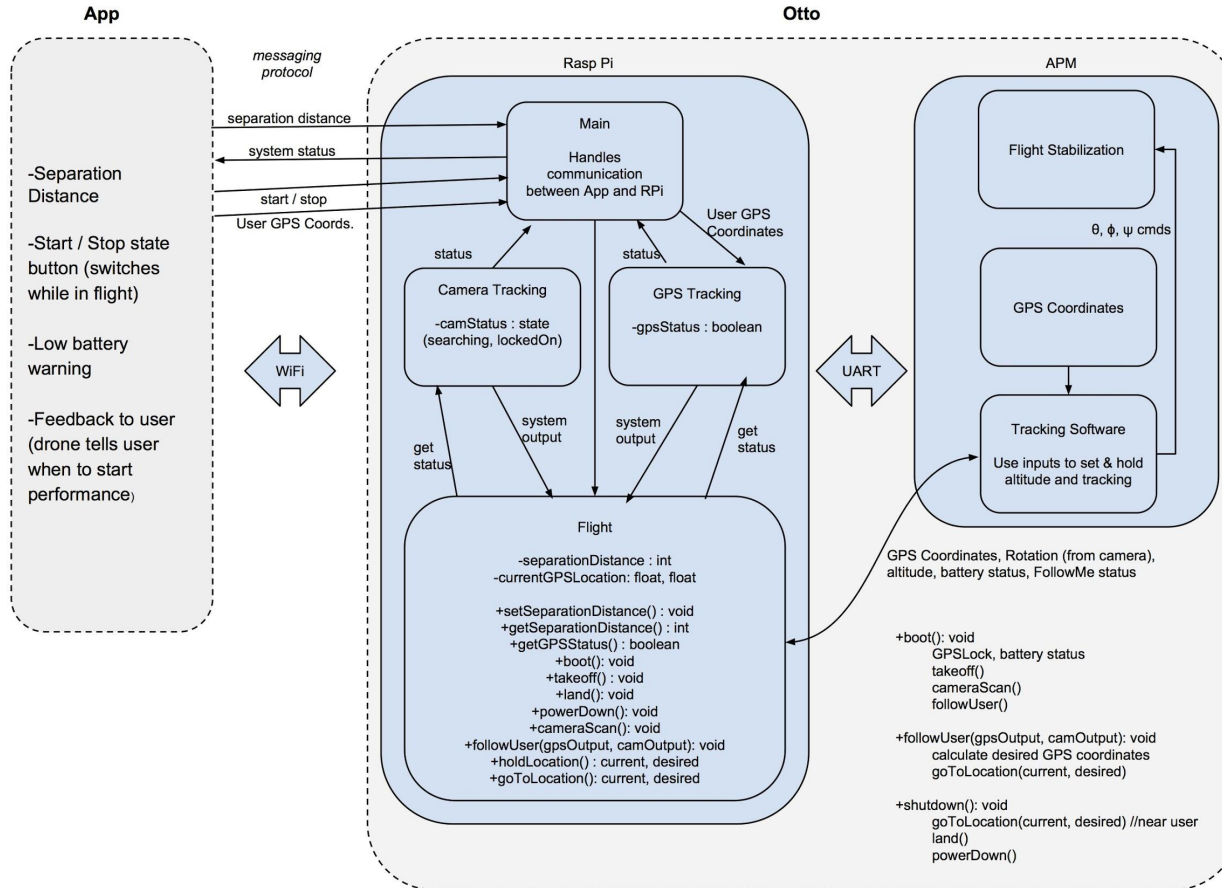 App
Otto
messaging
protocol
separation distance
system status
start / stop
User GPS Coords.
-Separation
Distance
-Start / Stop state
button (switches
while in flight)
-Low battery
warning
-Feedback to user
(drone tells user
when to start
performance)
WiFi
Rasp Pi
Main
Handles
communication
between App and RPi
User GPS
Coordinates
status
status
Camera Tracking
-camStatus : state
(searching, lockedOn)
GPS Tracking
-gpsStatus : boolean
get
status
system
output
system
output
get
status
Flight
-separationDistance : int
-currentGPSLocation: float, float
+setSeparationDistance() : void
+getSeparationDistance() : int
+getGPSStatus() : boolean
+boot(): void
+takeoff() : void
+land(): void
+powerDown(): void
+cameraScan(): void
+followUser(gpsOutput, camOutput): void
+holdLocation() : current, desired
+goToLocation(): current, desired
UART
APM
Flight Stabilization
θ, ϕ, ψ cmds
GPS Coordinates
Tracking Software
Use inputs to set & hold
altitude and tracking
GPS Coordinates, Rotation (from camera),
altitude, battery status, FollowMe status
+boot(): void
GPSLock, battery status
takeoff()
cameraScan()
followUser()
+followUser(gpsOutput, camOutput): void
calculate desired GPS coordinates
goToLocation(current, desired)
+shutdown(): void
goToLocation(current, desired) //near user
land()
powerDown()